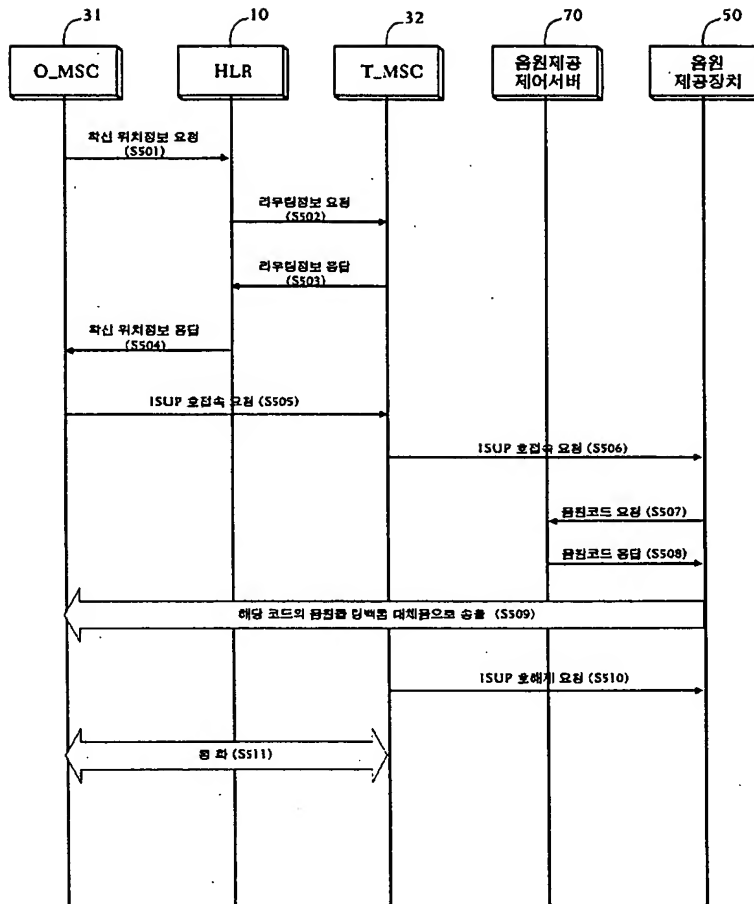 31
10
32
70
50
O_MSC
HLR
T_MSC
음원제공
제어서버
음원
제공장치
착신 위치정보 요청
(S501)
라우팅정보 요청
(S502)
라우팅정보 응답
(S503)
착신 위치정보 응답
(S504)
ISUP 호접속 요청 (S505)
ISUP 호접속 요청 (S506)
음원코드 요청 (S507)
음원코드 응답 (S508)
해당 코드의 음원을 링백톤 대체음으로 송출 (S509)
ISUP 호해제 요청 (S510)
통 화 (S511)